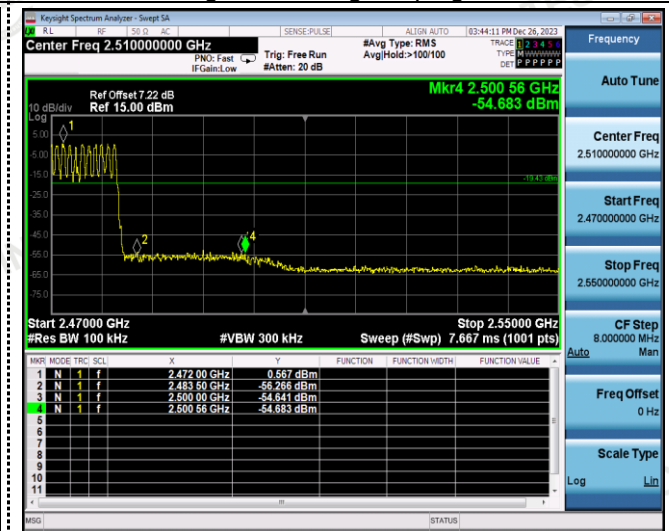 Keysight Spectrum Analyzer - Swept SA
RL RF 50 Ω AC SENSE:PULSE ALIGN AUTO 03:44:11 PM Dec 26, 2023
Center Freq 2.510000000 GHz
PNO: Fast
IFGain:Low
Trig: Free Run
#Atten: 20 dB
#Avg Type: RMS
Avg|Hold:>100/100
TRACE 1 2 3 4 5 6
TYPE M W W W W W
DET P P P P P P
Mkr4 2.500 56 GHz
-54.683 dBm
Ref Offset 7.22 dB
10 dB/div Ref 15.00 dBm
Log
5.00
-5.00
-15.0
-25.0
-35.0
-45.0
-55.0
-65.0
-75.0
1
2
4
-19.43 dBm
Start 2.47000 GHz Stop 2.55000 GHz
#Res BW 100 kHz #VBW 300 kHz Sweep (#Swp) 7.667 ms (1001 pts)
MKR MODE TRC SCL X Y FUNCTION FUNCTION WIDTH FUNCTION VALUE
1 N 1 f 2.472 00 GHz 0.567 dBm
2 N 1 f 2.483 50 GHz -56.266 dBm
3 N 1 f 2.500 00 GHz -54.641 dBm
4 N 1 f 2.500 56 GHz -54.683 dBm
5
6
7
8
9
10
11
MSG STATUS
Frequency
Auto Tune
Center Freq
2.510000000 GHz
Start Freq
2.470000000 GHz
Stop Freq
2.550000000 GHz
CF Step
8.000000 MHz
Auto Man
Freq Offset
0 Hz
Scale Type
Log Lin